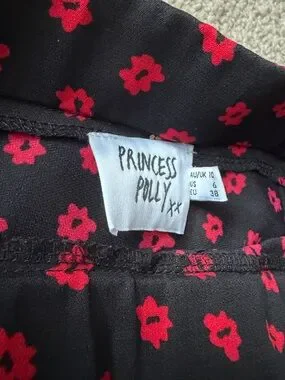 PRINCESS
POLLY xx
AU/UK 10
US 6
EU 38